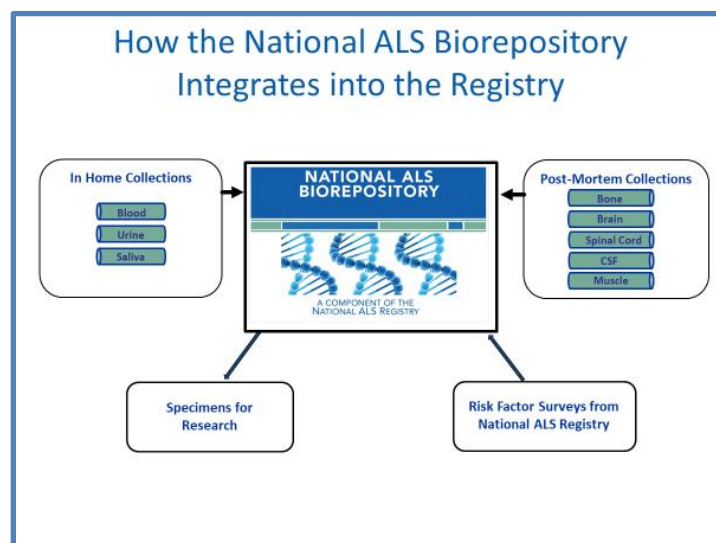 How the National ALS Biorepository
Integrates into the Registry
In Home Collections
Blood
Urine
Saliva
NATIONAL ALS
BIOREPOSITORY
A COMPONENT OF THE
NATIONAL ALS REGISTRY
Post-Mortem Collections
Bone
Brain
Spinal Cord
CSF
Muscle
Specimens for
Research
Risk Factor Surveys from
National ALS Registry